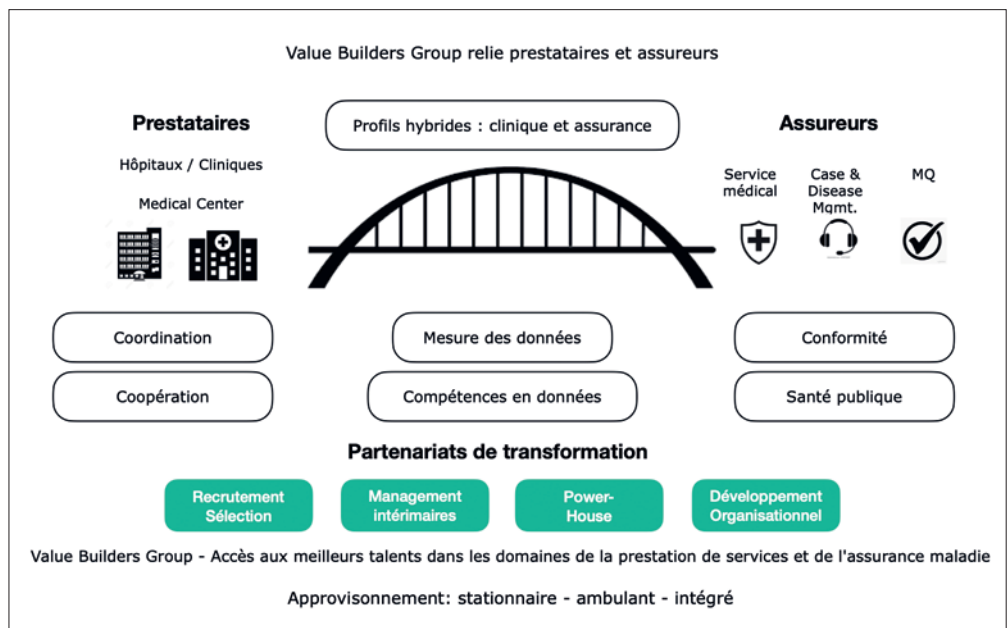 Value Builders Group relie prestataires et assureurs
Prestataires
Profils hybrides : clinique et assurance
Assureurs
Hôpitaux / Cliniques
Medical Center
Service
médical
Case &
Disease
Mgmt.
MQ
Coordination
Mesure des données
Conformité
Coopération
Compétences en données
Santé publique
Partenariats de transformation
Recrutement
Sélection
Management
intérimaires
Power-
House
Développement
Organisationnel
Value Builders Group - Accès aux meilleurs talents dans les domaines de la prestation de services et de l'assurance maladie
Approvisonnement: stationnaire - ambulant - intégré